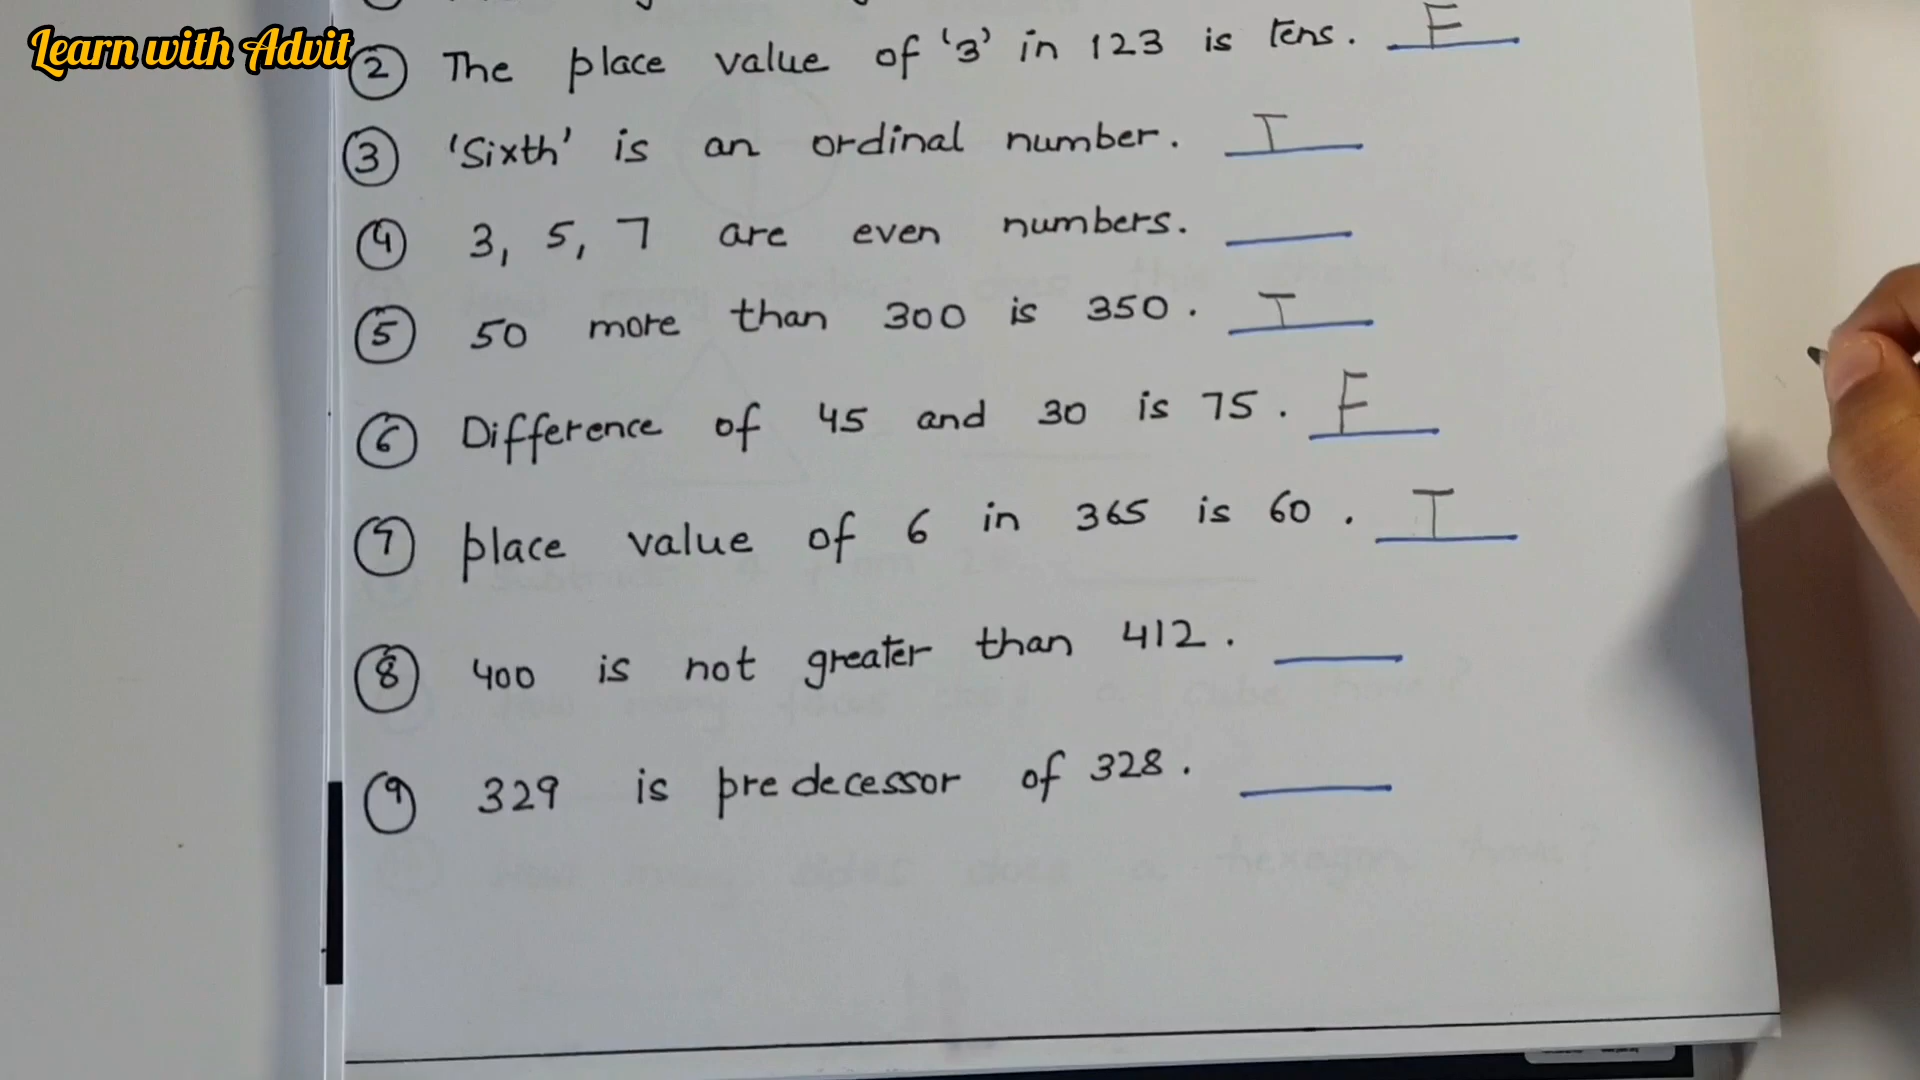 Learn with Advit
2 The place value of '3' in 123 is tens. F
3 'Sixth' is an ordinal number. T
4 3, 5, 7 are even numbers.
5 50 more than 300 is 350. T
6 Difference of 45 and 30 is 75. F
7 place value of 6 in 365 is 60. T
8 400 is not greater than 412.
9 329 is predecessor of 328.